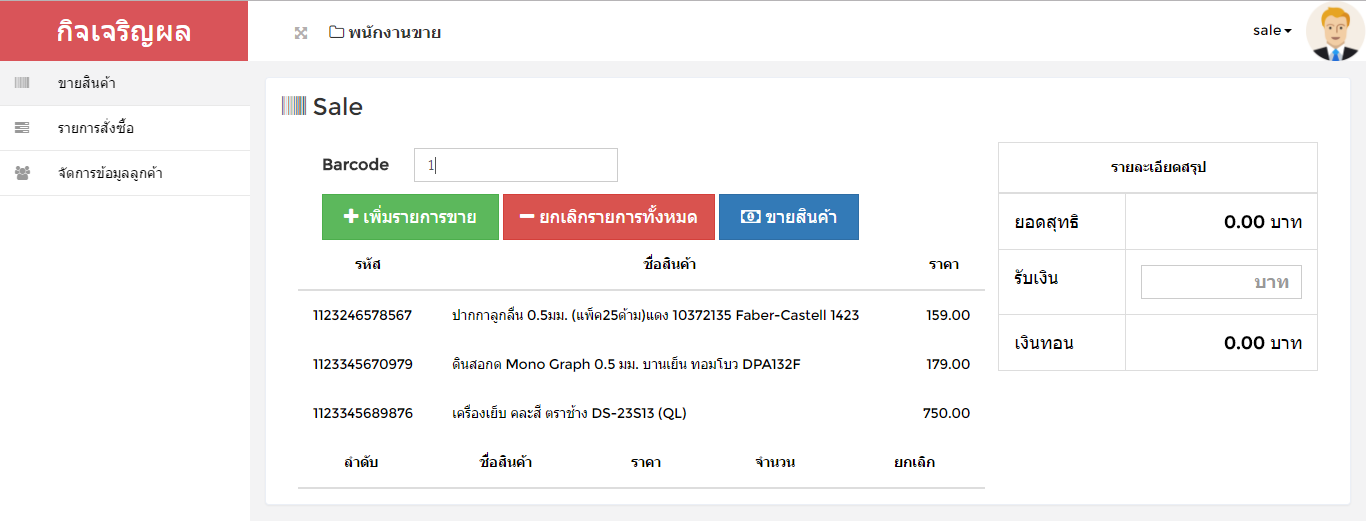 กิจเจริญผล
พนักงานขาย
sale
ขายสินค้า
รายการสั่งซื้อ
จัดการข้อมูลลูกค้า
Sale
Barcode 1
เพิ่มรายการขาย ยกเลิกรายการทั้งหมด ขายสินค้า
รหัส ชื่อสินค้า ราคา
1123246578567 ปากกาลูกลื่น 0.5มม. (แพ็ค25ด้าม)แดง 10372135 Faber-Castell 1423 159.00
1123345670979 ดินสอกด Mono Graph 0.5 มม. บานเย็น ทอมโบว DPA132F 179.00
1123345689876 เครื่องเย็บ คละสี ตราช้าง DS-23S13 (QL) 750.00
ลำดับ ชื่อสินค้า ราคา จำนวน ยกเลิก
รายละเอียดสรุป
ยอดสุทธิ 0.00 บาท
รับเงิน บาท
เงินทอน 0.00 บาท